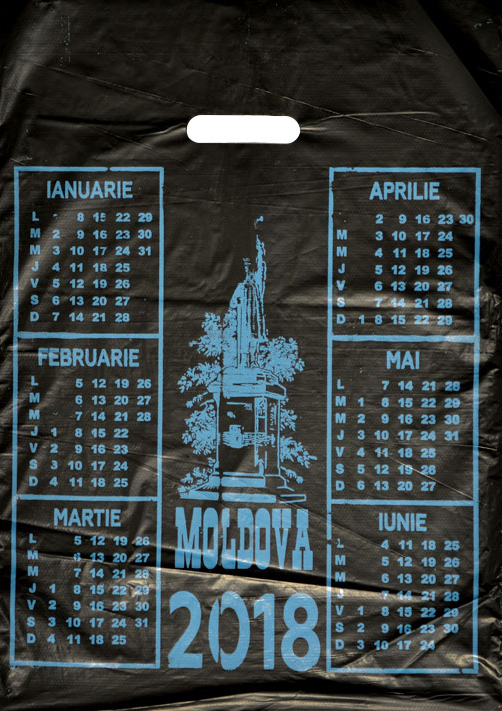 IANUARIE
L 8 15 22 29
M 2 9 16 23 30
M 3 10 17 24 31
J 4 11 18 25
V 5 12 19 26
S 6 13 20 27
D 7 14 21 28
FEBRUARIE
L 5 12 19 26
M 6 13 20 27
M 7 14 21 28
J 1 8 15 22
V 2 9 16 23
S 3 10 17 24
D 4 11 18 25
MARTIE
L 5 12 19 26
M 6 13 20 27
M 7 14 21 28
J 1 8 15 22 29
V 2 9 16 23 30
S 3 10 17 24 31
D 4 11 18 25
MOLDOVA
2018
APRILIE
2 9 16 23 30
M 3 10 17 24
M 4 11 18 25
J 5 12 19 26
V 6 13 20 27
S 7 14 21 28
D 1 8 15 22 29
MAI
L 7 14 21 28
M 1 8 15 22 29
M 2 9 16 23 30
J 3 10 17 24 31
V 4 11 18 25
S 5 12 19 26
D 6 13 20 27
IUNIE
L 4 11 18 25
M 5 12 19 26
M 6 13 20 27
J 7 14 21 28
V 1 8 15 22 29
S 2 9 16 23 30
D 3 10 17 24